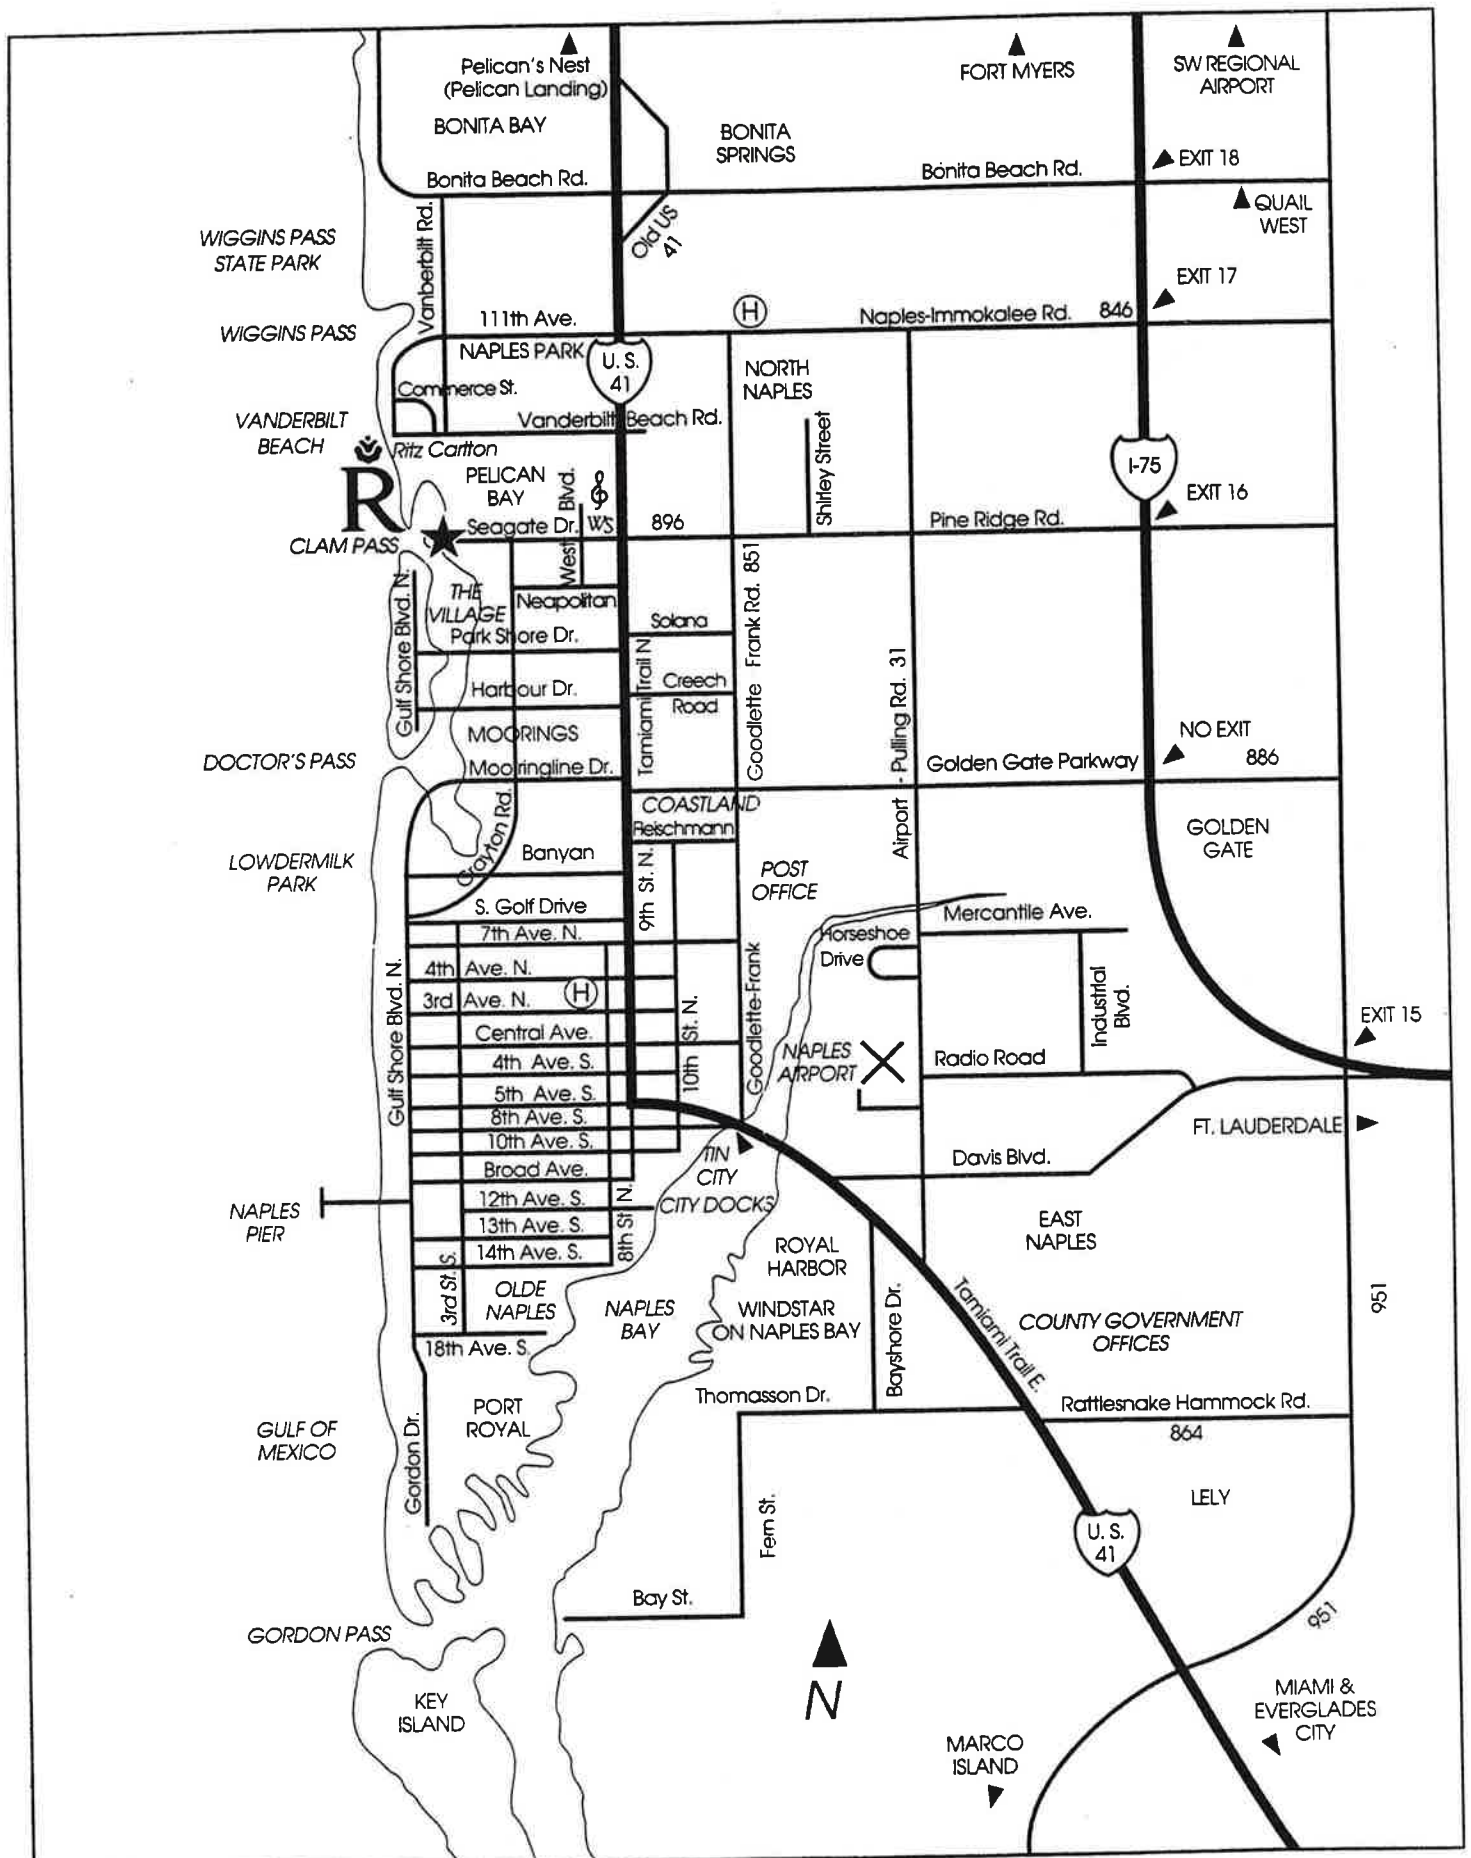 Pelican's Nest
(Pelican Landing)
BONITA BAY
FORT MYERS
SW REGIONAL
AIRPORT
BONITA
SPRINGS
EXIT 18
Bonita Beach Rd.
Bonita Beach Rd.
QUAIL
WEST
Old US
41
Vanberbilt Rd.
WIGGINS PASS
STATE PARK
EXIT 17
WIGGINS PASS
111th Ave.
H
Naples-Immokalee Rd.
846
NAPLES PARK
U. S.
41
NORTH
NAPLES
Commerce St.
VANDERBILT
BEACH
Vanderbilt Beach Rd.
Shirley Street
Ritz Carlton
R
PELICAN
BAY
West Blvd.
I-75
EXIT 16
Seagate Dr.
WS
896
Pine Ridge Rd.
CLAM PASS
THE
VILLAGE
Gulf Shore Blvd. N.
Neapolitan
Goodlette Frank Rd. 851
Solana
Park Shore Dr.
Tamiami Trail N
Airport - Pulling Rd. 31
Harbour Dr.
Creech
Road
MOORINGS
NO EXIT
886
DOCTOR'S PASS
Mooringline Dr.
Golden Gate Parkway
COASTLAND
Fleischmann
Crayton Rd.
GOLDEN
GATE
LOWDERMILK
PARK
Banyan
9th St. N.
POST
OFFICE
S. Golf Drive
Mercantile Ave.
7th Ave. N.
Horseshoe
Drive
4th Ave. N.
3rd Ave. N.
H
Gulf Shore Blvd. N.
Goodlette-Frank
Industrial
Blvd.
Central Ave.
10th St. N.
EXIT 15
4th Ave. S.
NAPLES
AIRPORT
Radio Road
5th Ave. S.
8th Ave. S.
10th Ave. S.
FT. LAUDERDALE
TIN
CITY
Davis Blvd.
Broad Ave.
12th Ave. S.
CITY DOCKS
NAPLES
PIER
13th Ave. S.
8th St. N.
14th Ave. S.
EAST
NAPLES
ROYAL
HARBOR
3rd St. S.
OLDE
NAPLES
NAPLES
BAY
WINDSTAR
ON NAPLES BAY
Bayshore Dr.
Tamiami Trail E.
COUNTY GOVERNMENT
OFFICES
951
18th Ave. S.
Thomasson Dr.
Rattlesnake Hammock Rd.
864
PORT
ROYAL
GULF OF
MEXICO
Gordon Dr.
LELY
Fern St.
U. S.
41
Bay St.
951
GORDON PASS
N
KEY
ISLAND
MARCO
ISLAND
MIAMI &
EVERGLADES
CITY